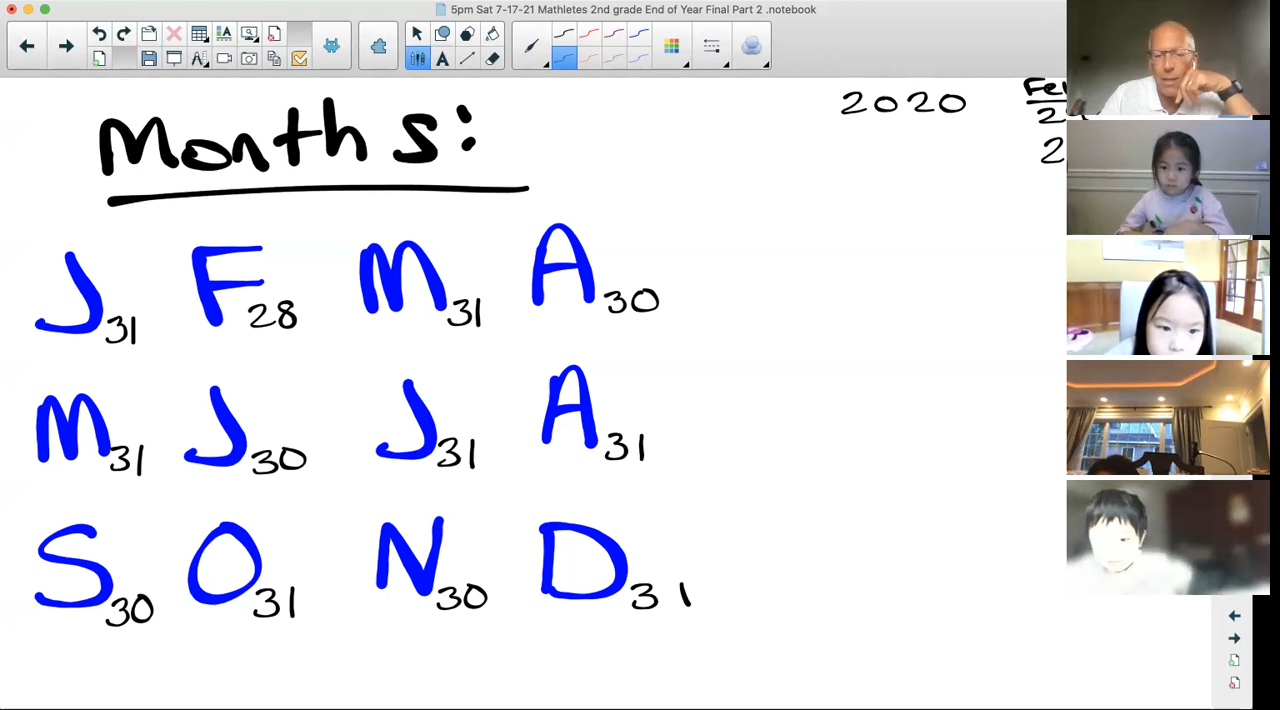 5pm Sat 7-17-21 Mathletes 2nd grade End of Year Final Part 2 .notebook
Months:
2020
J31 F28 M31 A30
M31 J30 J31 A31
S30 O31 N30 D31